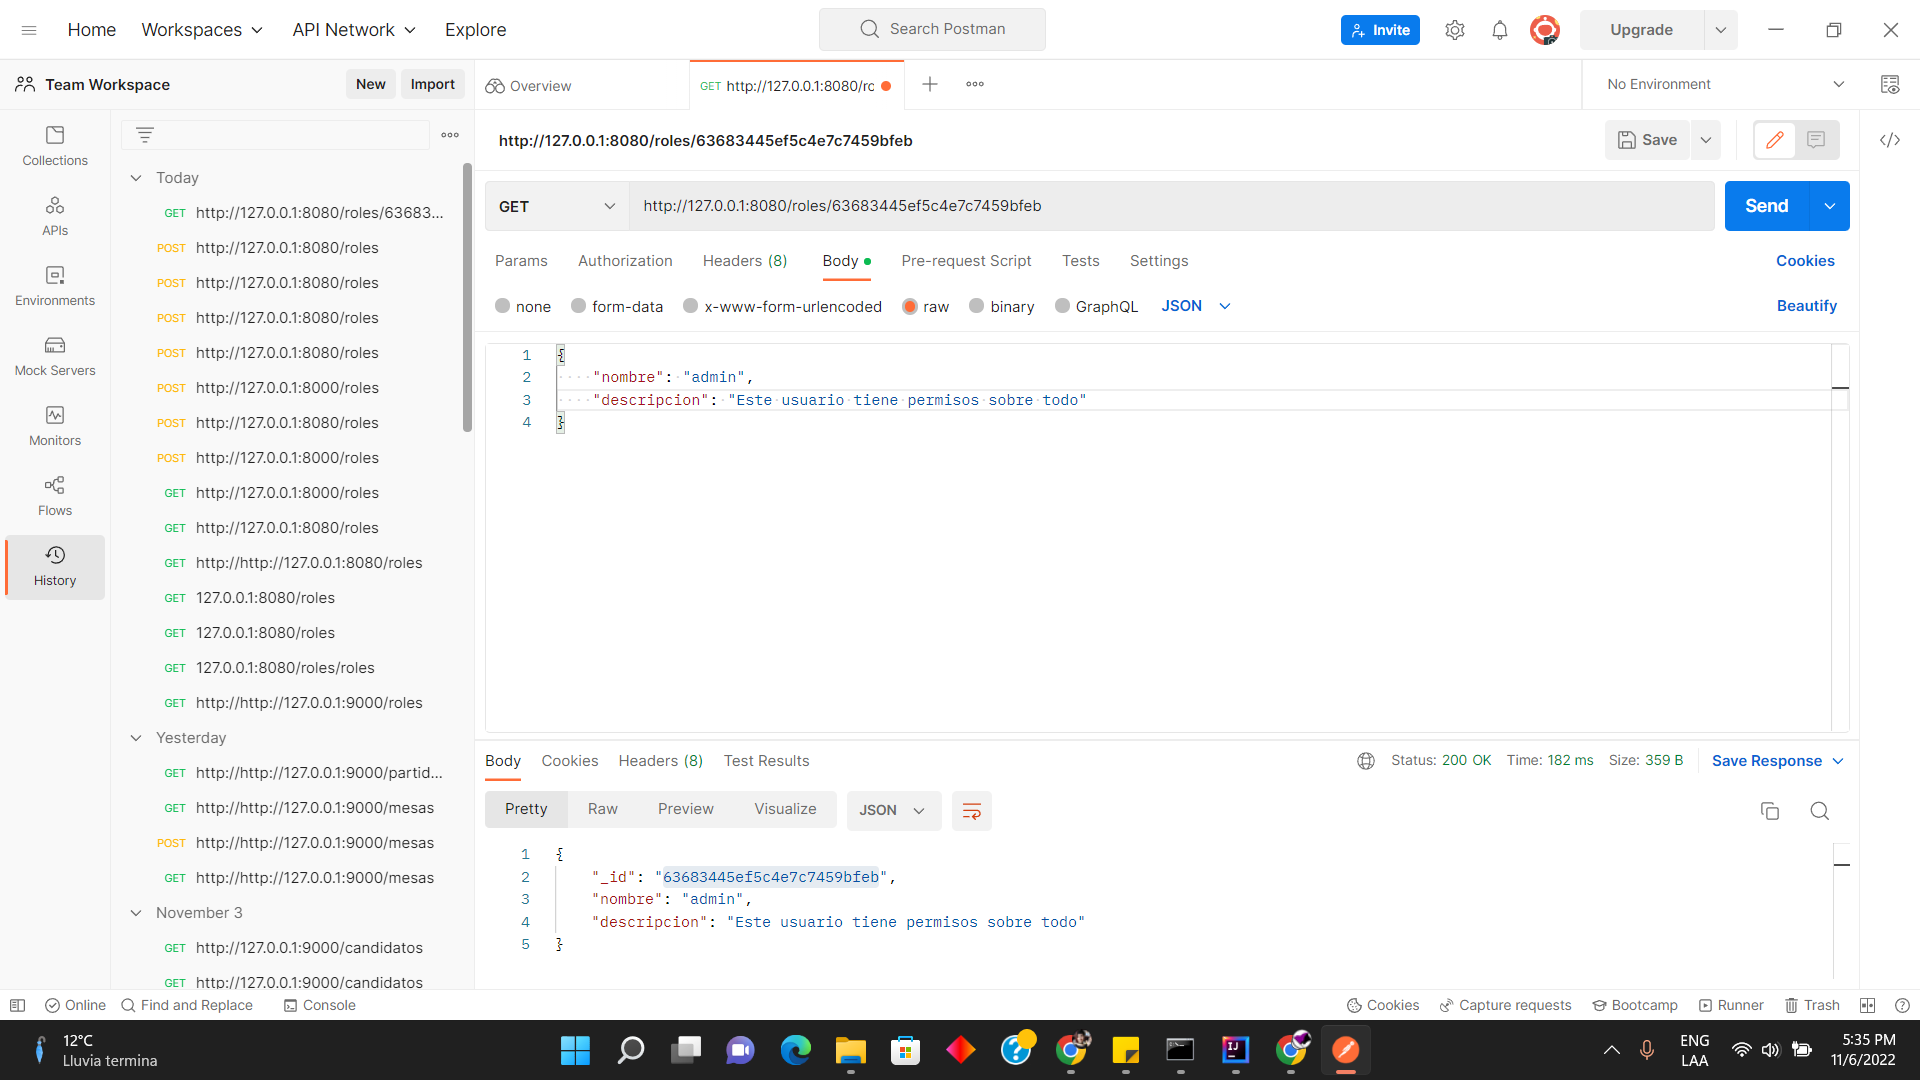 Home
Workspaces
API Network
Explore
Search Postman
Invite
Upgrade
Team Workspace
New
Import
Overview
GET http://127.0.0.1:8080/rc
No Environment
Collections
APIs
Environments
Mock Servers
Monitors
Flows
History
Today
GET http://127.0.0.1:8080/roles/63683...
POST http://127.0.0.1:8080/roles
POST http://127.0.0.1:8080/roles
POST http://127.0.0.1:8080/roles
POST http://127.0.0.1:8080/roles
POST http://127.0.0.1:8000/roles
POST http://127.0.0.1:8080/roles
POST http://127.0.0.1:8000/roles
GET http://127.0.0.1:8000/roles
GET http://127.0.0.1:8080/roles
GET http://http://127.0.0.1:8080/roles
GET 127.0.0.1:8080/roles
GET 127.0.0.1:8080/roles
GET 127.0.0.1:8080/roles/roles
GET http://http://127.0.0.1:9000/roles
Yesterday
GET http://http://127.0.0.1:9000/partid...
GET http://http://127.0.0.1:9000/mesas
POST http://http://127.0.0.1:9000/mesas
GET http://http://127.0.0.1:9000/mesas
November 3
GET http://127.0.0.1:9000/candidatos
GET http://127.0.0.1:9000/candidatos
http://127.0.0.1:8080/roles/63683445ef5c4e7c7459bfeb
Save
GET
http://127.0.0.1:8080/roles/63683445ef5c4e7c7459bfeb
Send
Params
Authorization
Headers (8)
Body
Pre-request Script
Tests
Settings
Cookies
none
form-data
x-www-form-urlencoded
raw
binary
GraphQL
JSON
Beautify
1 {
2 "nombre": "admin",
3 "descripcion": "Este usuario tiene permisos sobre todo"
4 }
Body
Cookies
Headers (8)
Test Results
Status: 200 OK
Time: 182 ms
Size: 359 B
Save Response
Pretty
Raw
Preview
Visualize
JSON
1 {
2 "_id": "63683445ef5c4e7c7459bfeb",
3 "nombre": "admin",
4 "descripcion": "Este usuario tiene permisos sobre todo"
5 }
Online
Find and Replace
Console
Cookies
Capture requests
Bootcamp
Runner
Trash
12°C
Lluvia termina
IJ
ENG
LAA
5:35 PM
11/6/2022